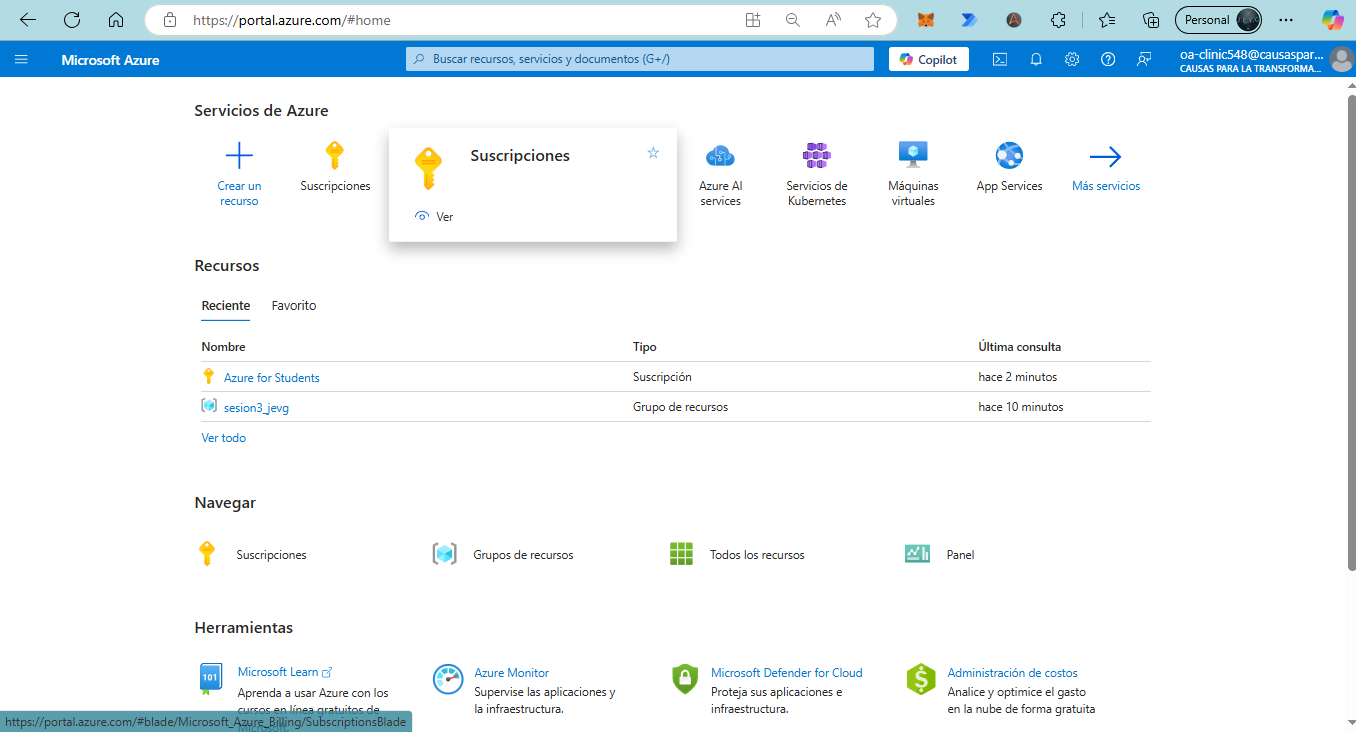 https://portal.azure.com/#home
Personal
Microsoft Azure
Buscar recursos, servicios y documentos (G+/)
Copilot
oa-clinic548@causaspar...
CAUSAS PARA LA TRANSFORMA...
Servicios de Azure
Crear un
recurso
Suscripciones
Suscripciones
Ver
Azure AI
services
Servicios de
Kubernetes
Máquinas
virtuales
App Services
Más servicios
Recursos
Reciente
Favorito
Nombre
Tipo
Última consulta
Azure for Students
Suscripción
hace 2 minutos
sesion3_jevg
Grupo de recursos
hace 10 minutos
Ver todo
Navegar
Suscripciones
Grupos de recursos
Todos los recursos
Panel
Herramientas
101
Microsoft Learn
Aprenda a usar Azure con los
cursos en línea gratuitos de
Microsoft.
Azure Monitor
Supervise las aplicaciones y
la infraestructura.
Microsoft Defender for Cloud
Proteja sus aplicaciones e
infraestructura.
$
Administración de costos
Analice y optimice el gasto
en la nube de forma gratuita
https://portal.azure.com/#blade/Microsoft_Azure_Billing/SubscriptionsBlade